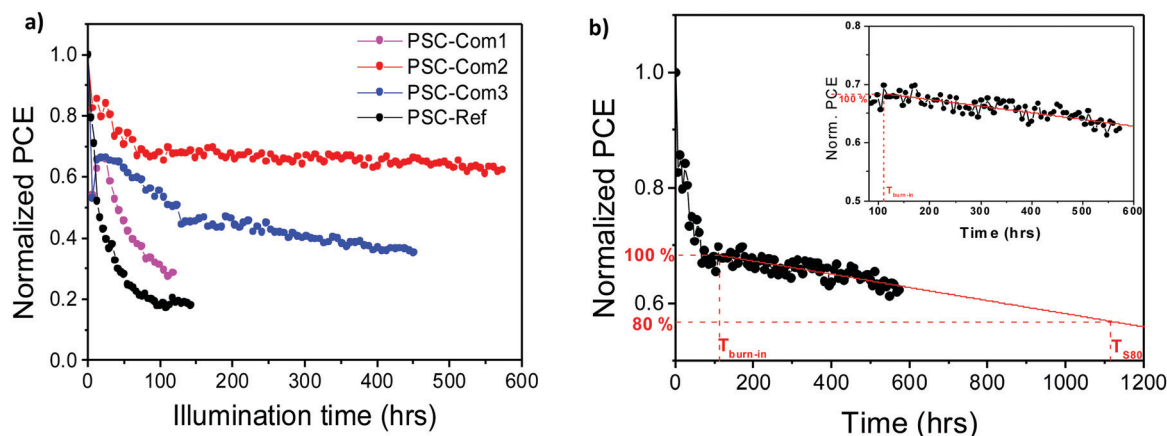 a)
PSC-Com1
PSC-Com2
PSC-Com3
PSC-Ref
Normalized PCE
1.0
0.8
0.6
0.4
0.2
0.0
0 100 200 300 400 500 600
Illumination time (hrs)
b)
Normalized PCE
1.0
0.8
0.6
100 %
80 %
T burn-in
T S80
0 200 400 600 800 1000 1200
Time (hrs)
Norm. PCE
0.8
0.7
0.6
0.5
100 %
T burn-in
100 200 300 400 500 600
Time (hrs)